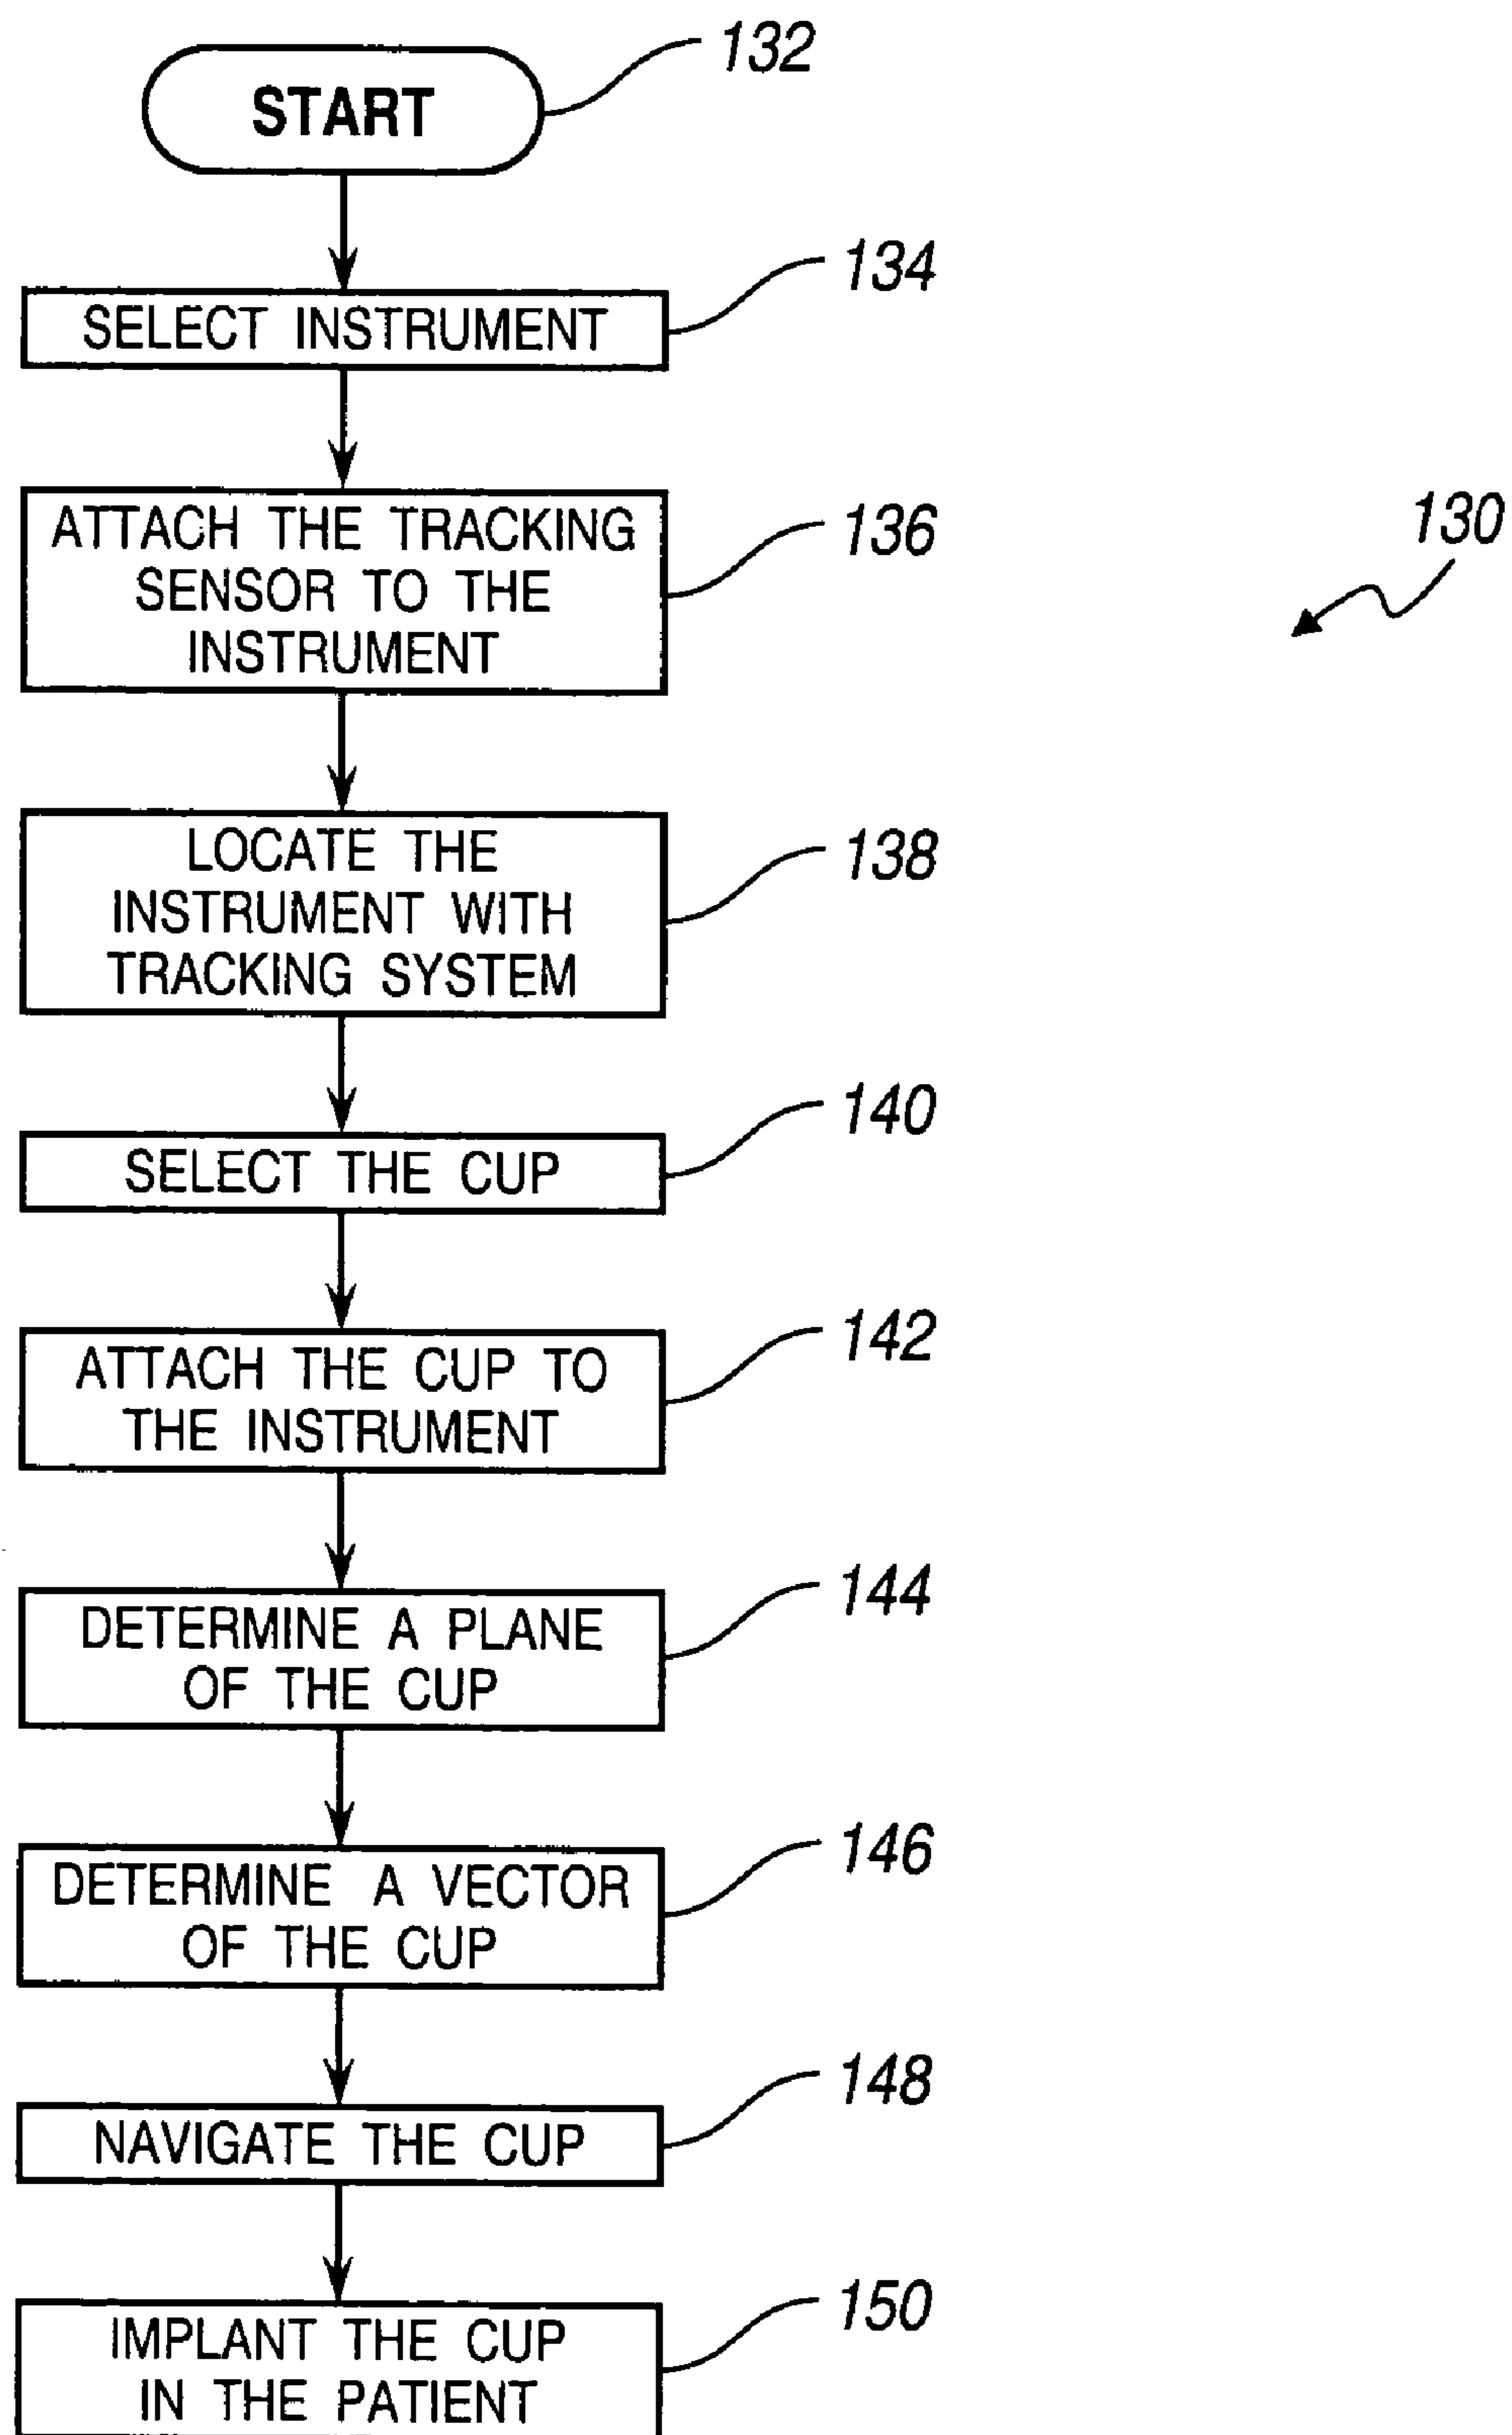 START
132
SELECT INSTRUMENT
134
ATTACH THE TRACKING
SENSOR TO THE
INSTRUMENT
136
130
LOCATE THE
INSTRUMENT WITH
TRACKING SYSTEM
138
SELECT THE CUP
140
ATTACH THE CUP TO
THE INSTRUMENT
142
DETERMINE A PLANE
OF THE CUP
144
DETERMINE A VECTOR
OF THE CUP
146
NAVIGATE THE CUP
148
IMPLANT THE CUP
IN THE PATIENT
150